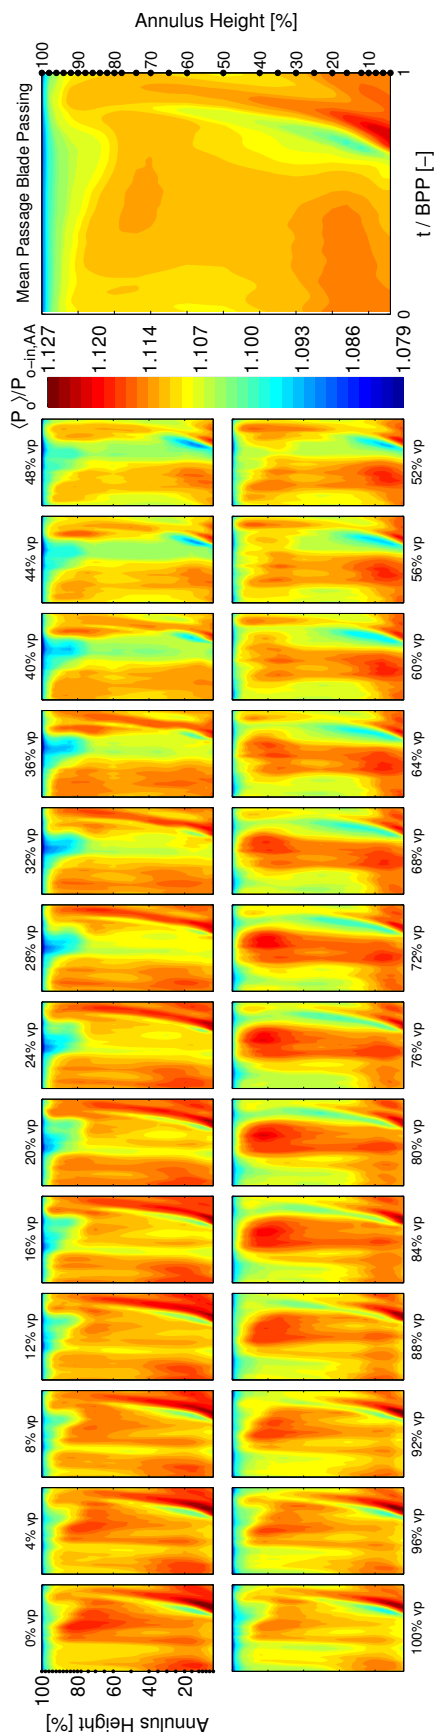 0% vp
4% vp
8% vp
12% vp
16% vp
20% vp
24% vp
28% vp
32% vp
36% vp
40% vp
44% vp
48% vp
Annulus Height [%]
100
80
60
40
20
100% vp
96% vp
92% vp
88% vp
84% vp
80% vp
76% vp
72% vp
68% vp
64% vp
60% vp
56% vp
52% vp
⟨P_o⟩/P_o-in,AA
1.127
1.120
1.114
1.107
1.100
1.093
1.086
1.079
Mean Passage Blade Passing
0
1
t / BPP [-]
100
90
80
70
60
50
40
30
20
10
Annulus Height [%]